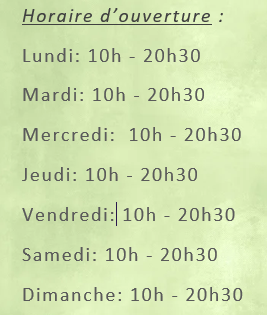 Horaire d'ouverture :
Lundi: 10h - 20h30
Mardi: 10h - 20h30
Mercredi:  10h - 20h30
Jeudi: 10h - 20h30
Vendredi: 10h - 20h30
Samedi: 10h - 20h30
Dimanche: 10h - 20h30